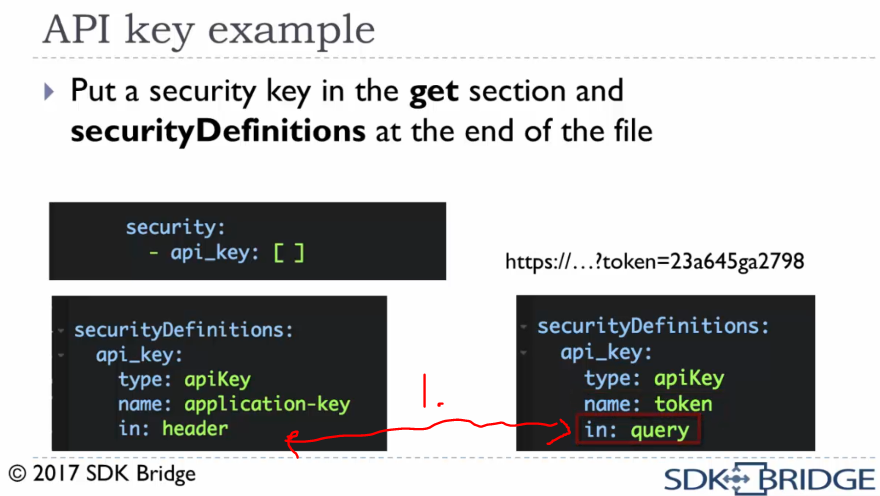 API key example
Put a security key in the get section and
securityDefinitions at the end of the file
security:
- api_key: [ ]
https://...?token=23a645ga2798
securityDefinitions:
api_key:
type: apiKey
name: application-key
in: header
1.
securityDefinitions:
api_key:
type: apiKey
name: token
in: query
© 2017 SDK Bridge
SDK BRIDGE